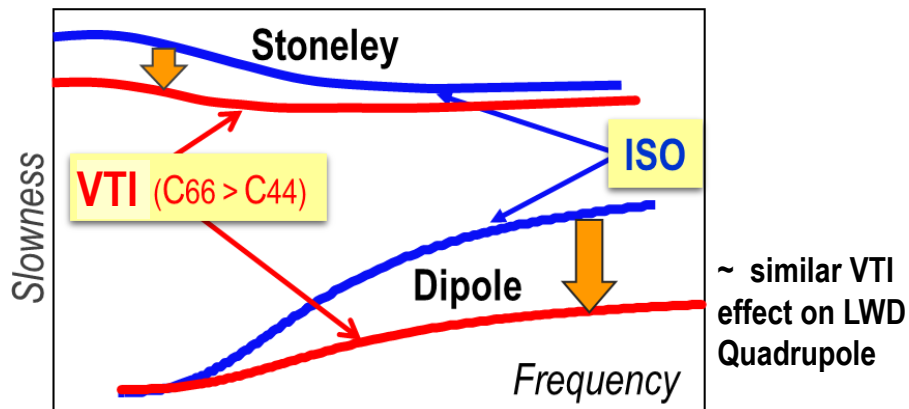 Stoneley
ISO
VTI (C66 > C44)
Slowness
Dipole
Frequency
~ similar VTI
effect on LWD
Quadrupole